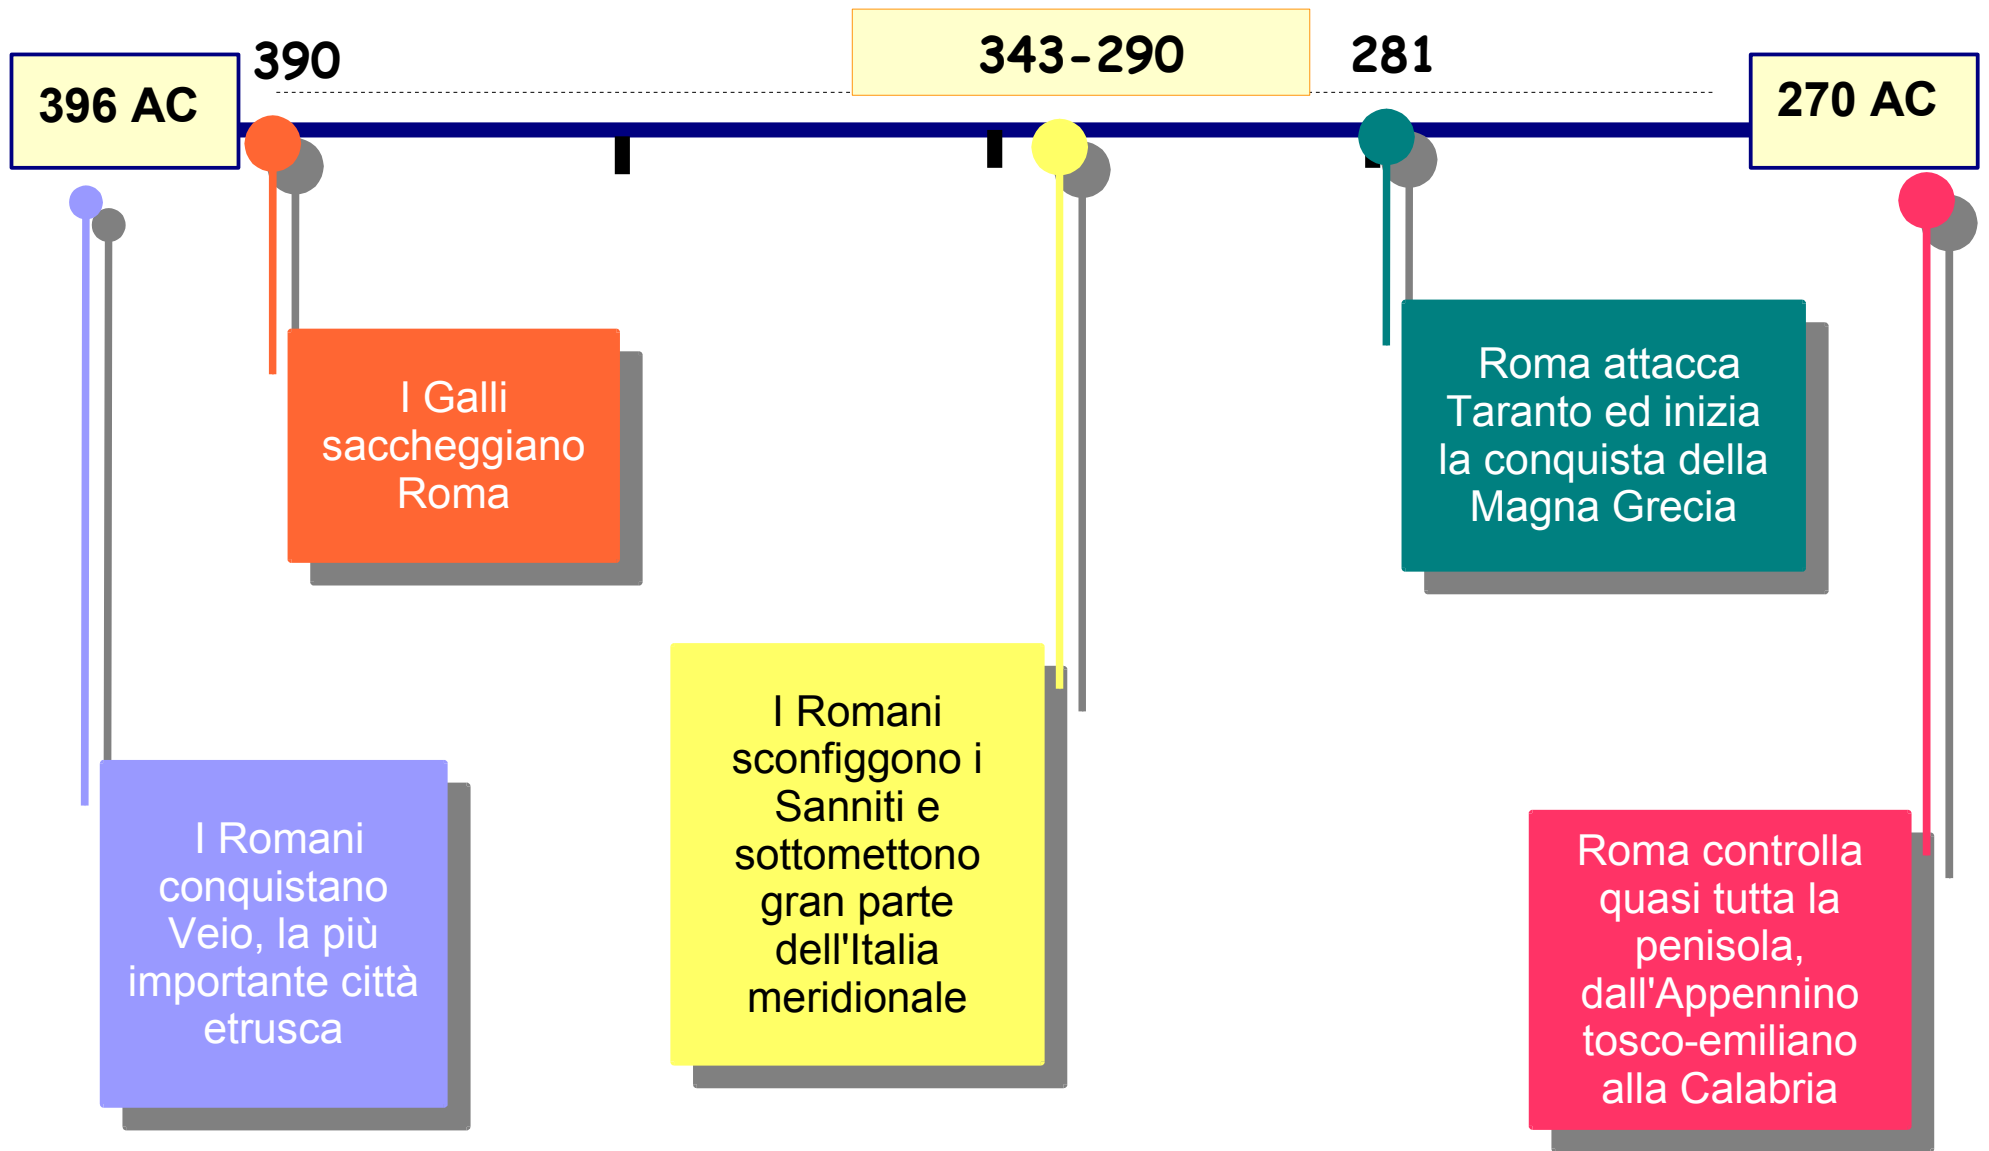 396 AC
390
343-290
281
270 AC
I Galli
saccheggiano
Roma
Roma attacca
Taranto ed inizia
la conquista della
Magna Grecia
I Romani
sconfiggono i
Sanniti e
sottomettono
gran parte
dell'Italia
meridionale
I Romani
conquistano
Veio, la più
importante città
etrusca
Roma controlla
quasi tutta la
penisola,
dall'Appennino
tosco-emiliano
alla Calabria